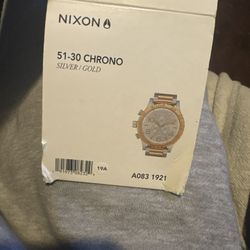 NIXON
51-30 CHRONO
SILVER / GOLD
19A
A083 1921